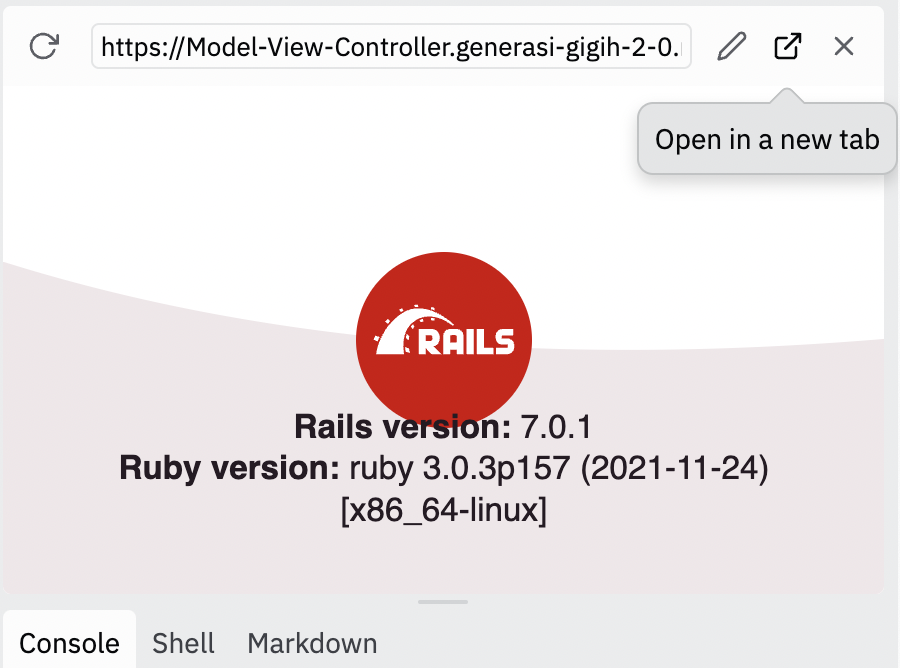 https://Model-View-Controller.generasi-gigih-2-0.
Open in a new tab
RAILS
Rails version: 7.0.1
Ruby version: ruby 3.0.3p157 (2021-11-24)
[x86_64-linux]
Console Shell Markdown